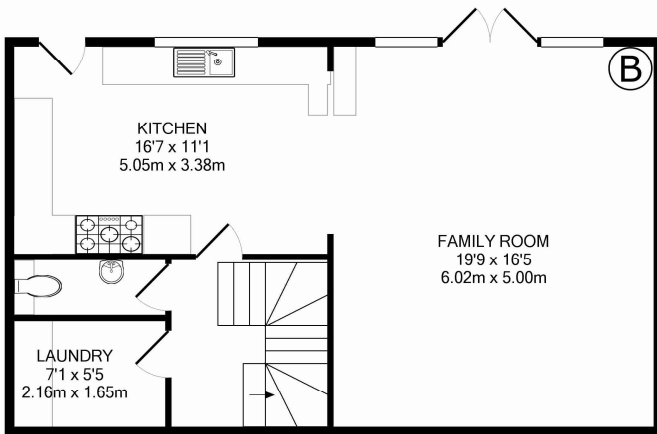 B
KITCHEN
16'7 x 11'1
5.05m x 3.38m
FAMILY ROOM
19'9 x 16'5
6.02m x 5.00m
LAUNDRY
7'1 x 5'5
2.16m x 1.65m